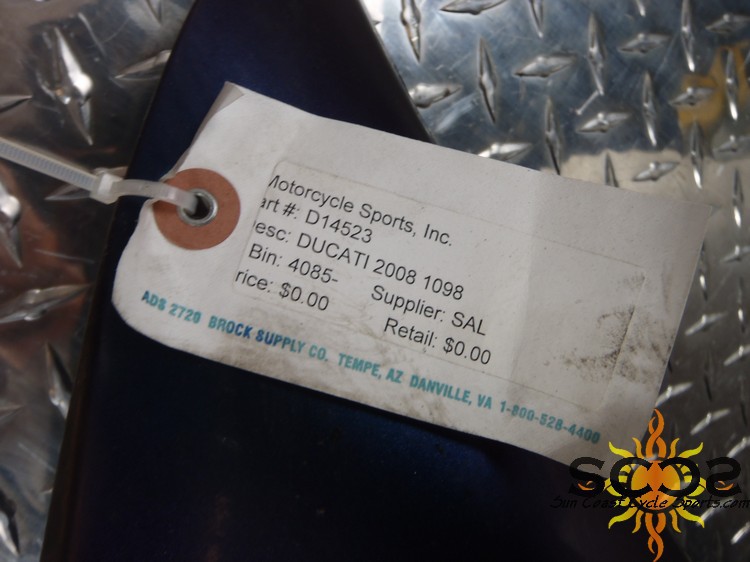 Motorcycle Sports, Inc.
art #: D14523
esc: DUCATI 2008 1098
Bin: 4085- Supplier: SAL
rice: $0.00 Retail: $0.00
ADS 2720 BROCK SUPPLY CO. TEMPE, AZ DANVILLE, VA 1-800-528-4400
SCCS
Sun Coast Cycle Sports.com